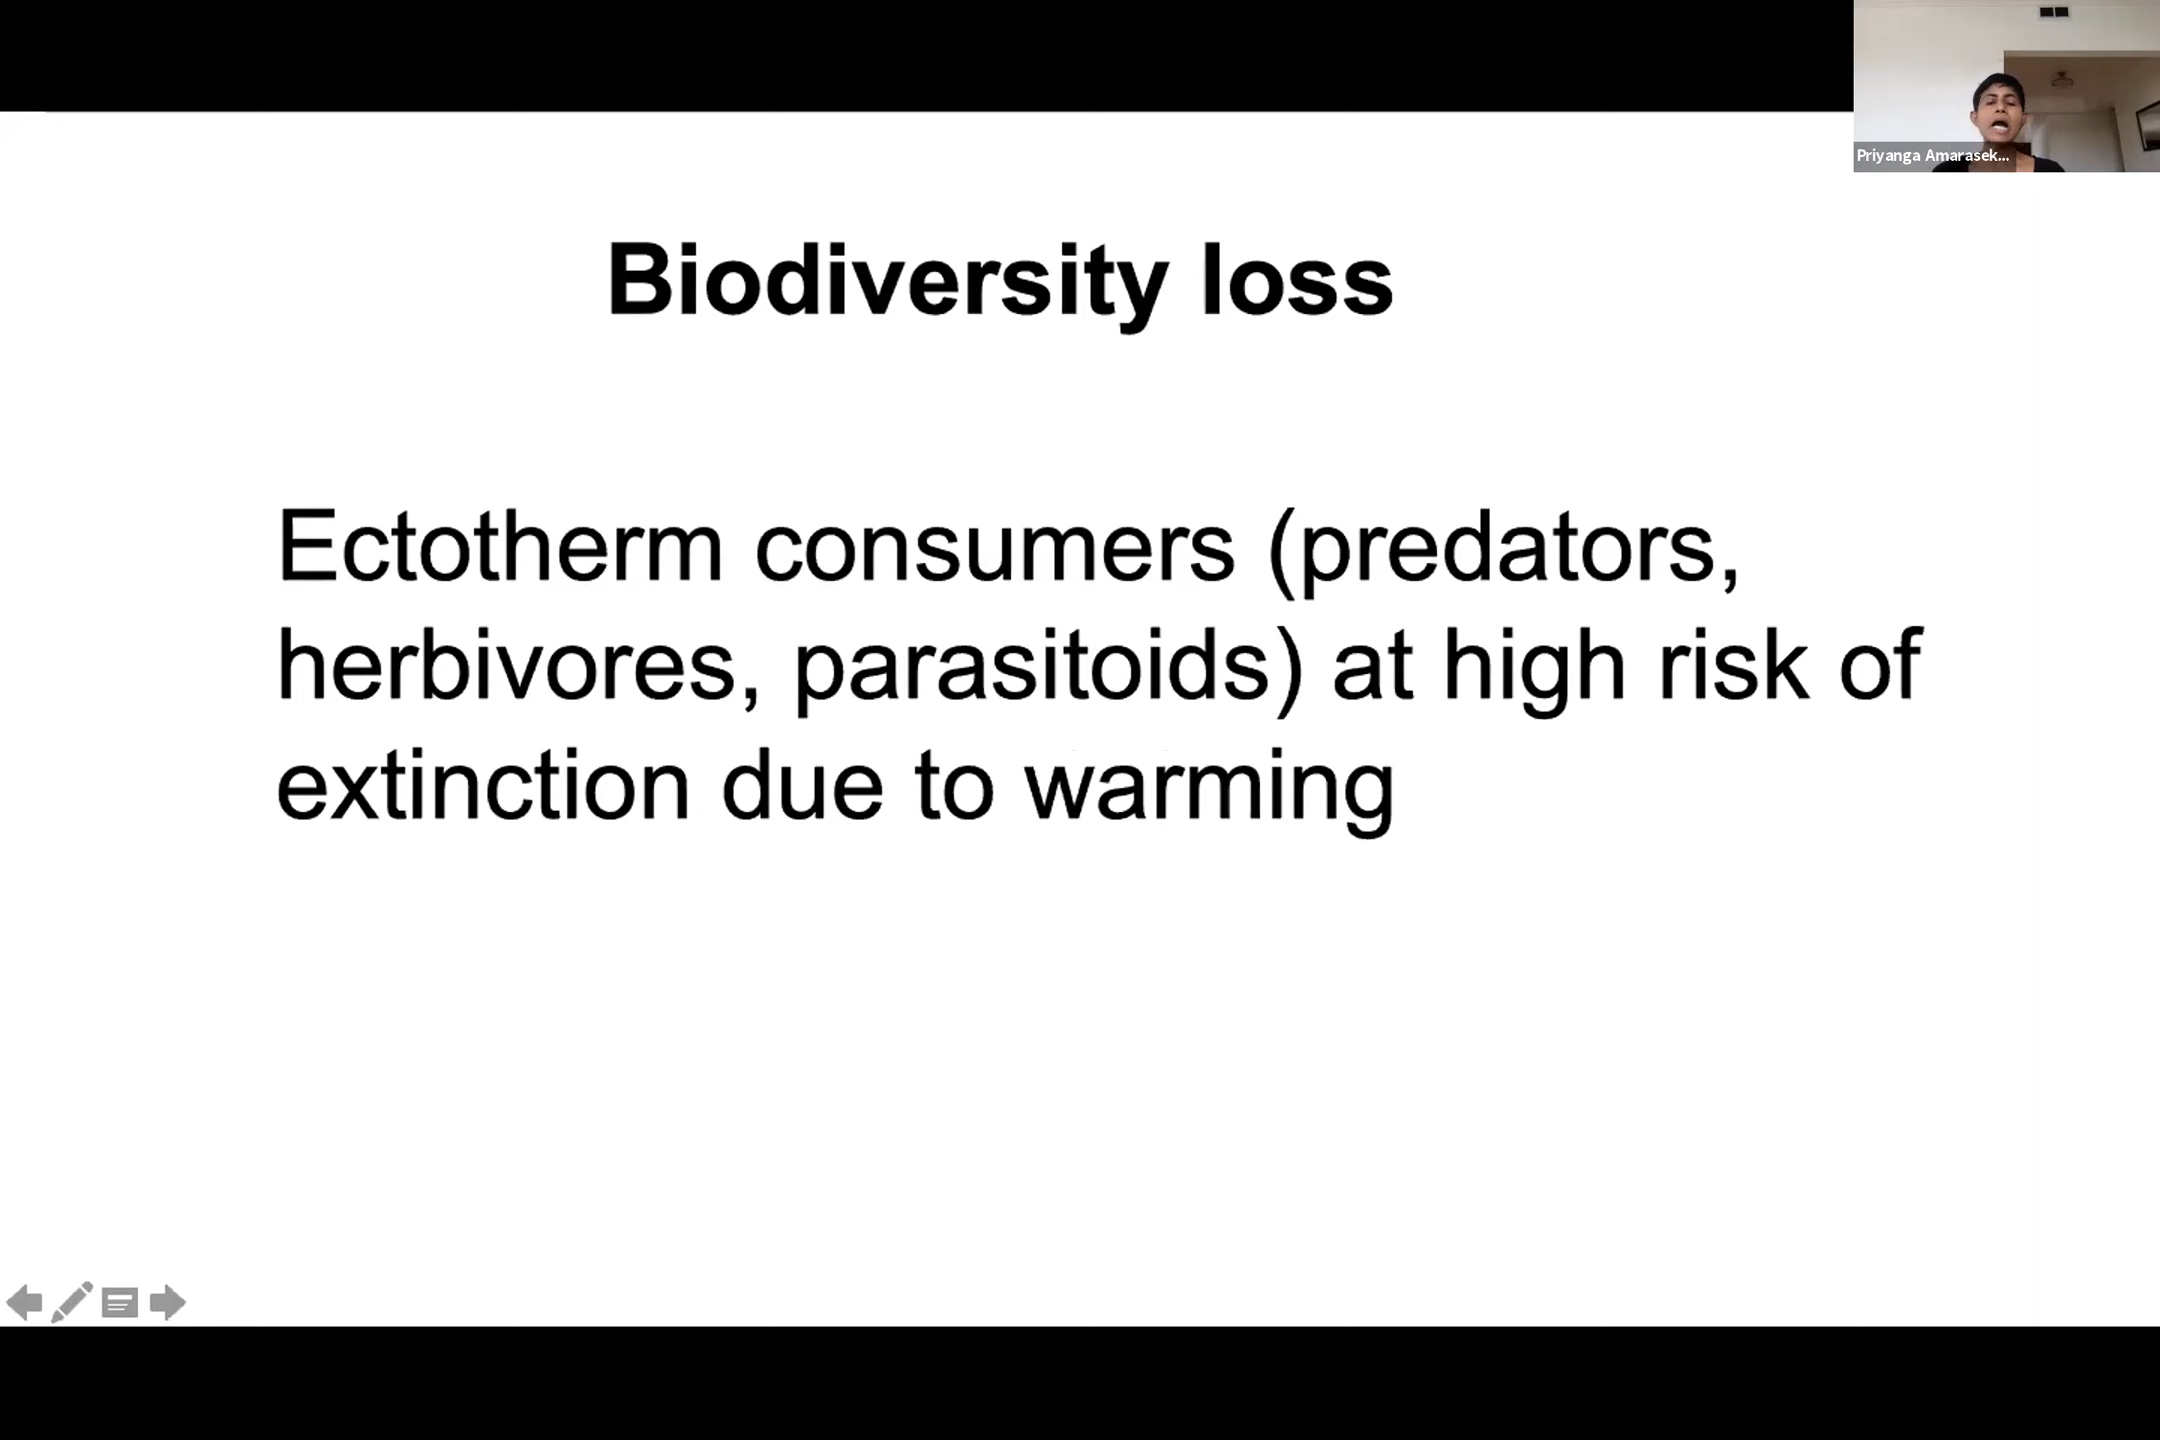 Priyanga Amarasek...
Biodiversity loss
Ectotherm consumers (predators,
herbivores, parasitoids) at high risk of
extinction due to warming